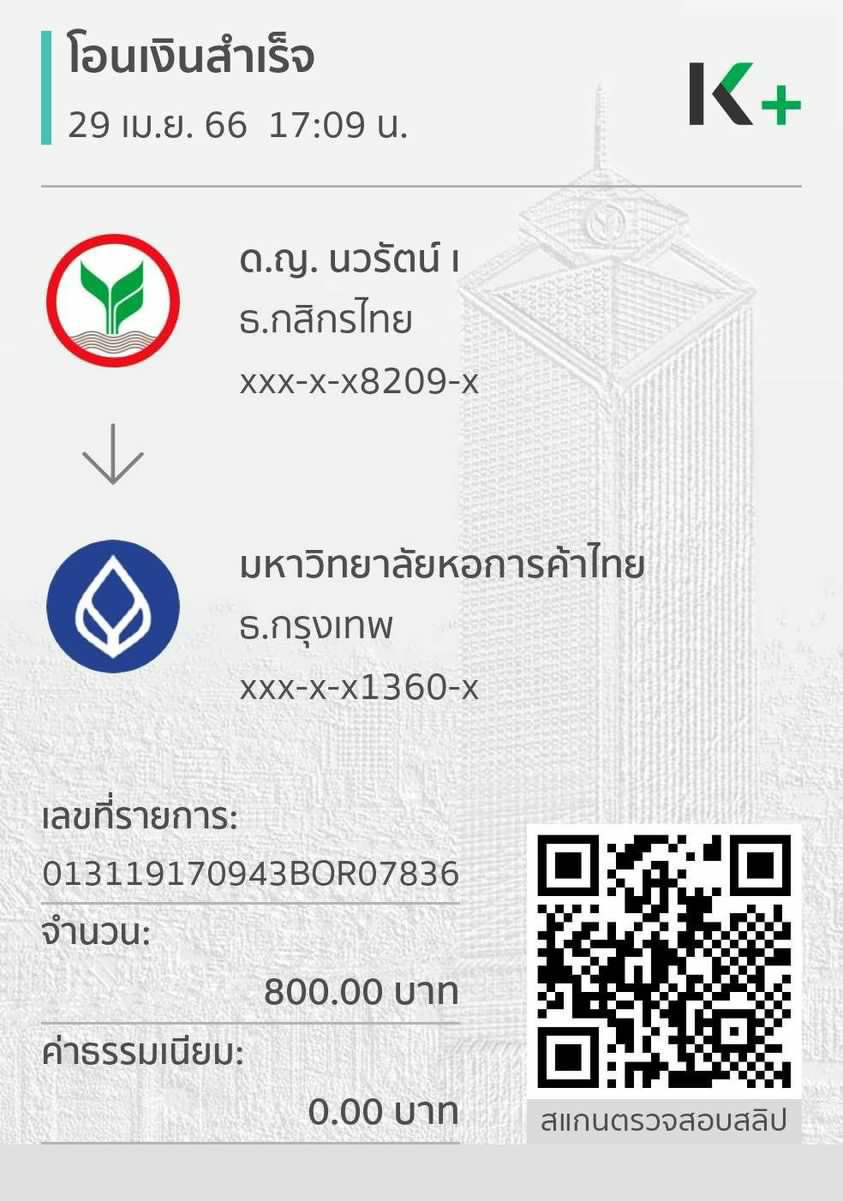 โอนเงินสำเร็จ
29 เม.ย. 66 17:09 น.
K+
ด.ญ. นวรัตน์ เ
ธ.กสิกรไทย
xxx-x-x8209-x
มหาวิทยาลัยหอการค้าไทย
ธ.กรุงเทพ
xxx-x-x1360-x
เลขที่รายการ:
013119170943BOR07836
จำนวน:
800.00 บาท
ค่าธรรมเนียม:
0.00 บาท
สแกนตรวจสอบสลิป